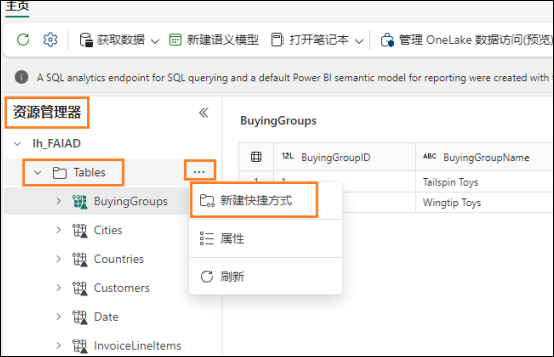 主页
获取数据
新建语义模型
打开笔记本
管理 OneLake 数据访问(预览)
A SQL analytics endpoint for SQL querying and a default Power BI semantic model for reporting were created with
资源管理器
lh_FAIAD
Tables
BuyingGroups
Cities
Countries
Customers
Date
InvoiceLineItems
新建快捷方式
属性
刷新
BuyingGroups
12L BuyingGroupID ABC BuyingGroupName
1 1 Tailspin Toys
Wingtip Toys